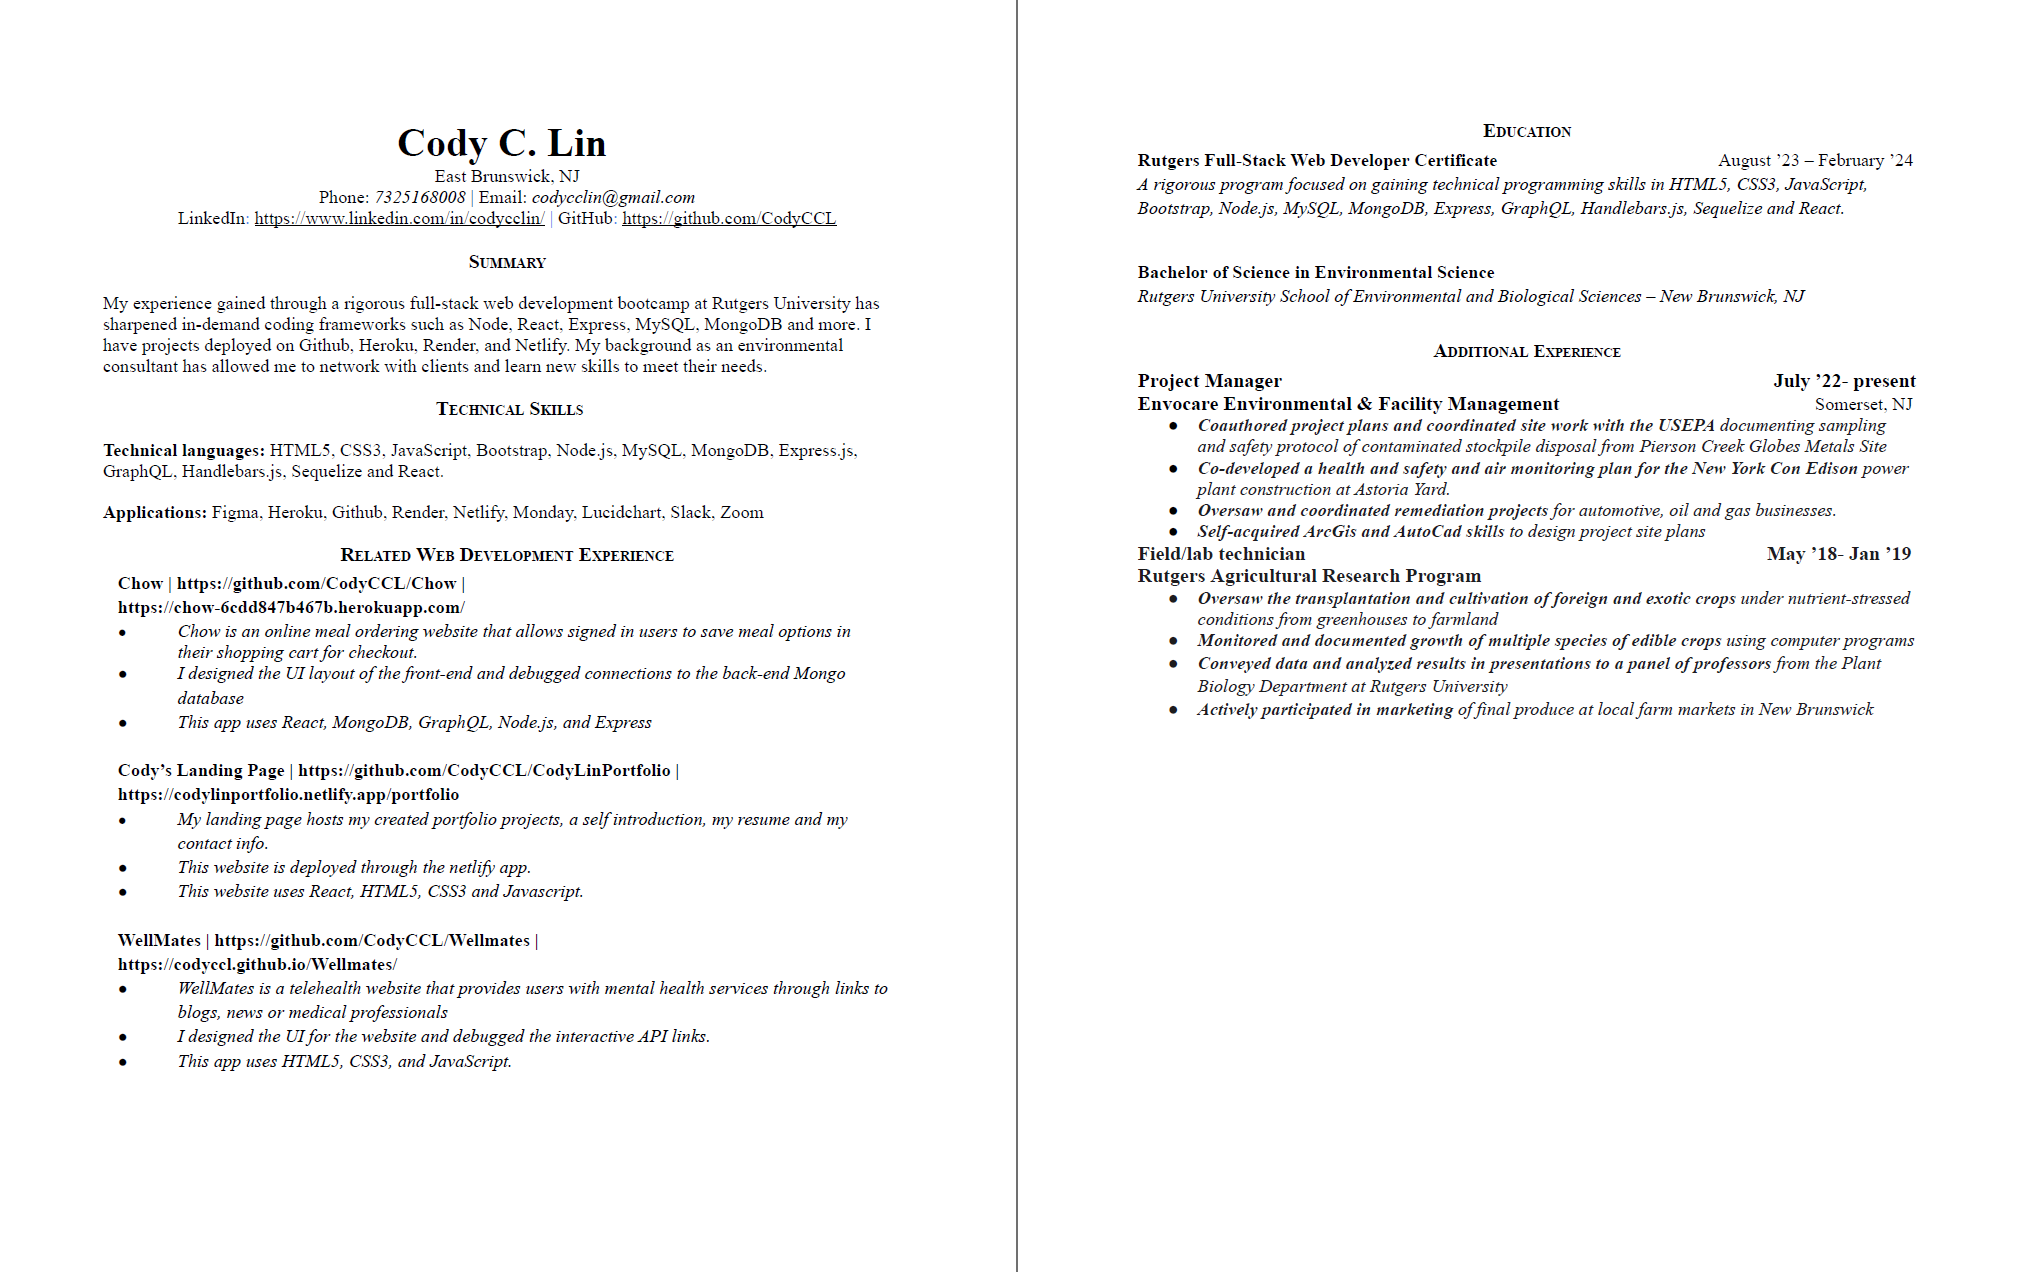 Cody C. Lin
East Brunswick, NJ
Phone: 7325168008 | Email: codycclin@gmail.com
LinkedIn: https://www.linkedin.com/in/codycclin/ | GitHub: https://github.com/CodyCCL
SUMMARY
My experience gained through a rigorous full-stack web development bootcamp at Rutgers University has
sharpened in-demand coding frameworks such as Node, React, Express, MySQL, MongoDB and more. I
have projects deployed on Github, Heroku, Render, and Netlify. My background as an environmental
consultant has allowed me to network with clients and learn new skills to meet their needs.
TECHNICAL SKILLS
Technical languages: HTML5, CSS3, JavaScript, Bootstrap, Node.js, MySQL, MongoDB, Express.js,
GraphQL, Handlebars.js, Sequelize and React.
Applications: Figma, Heroku, Github, Render, Netlify, Monday, Lucidchart, Slack, Zoom
RELATED WEB DEVELOPMENT EXPERIENCE
Chow | https://github.com/CodyCCL/Chow |
https://chow-6cdd847b467b.herokuapp.com/
● Chow is an online meal ordering website that allows signed in users to save meal options in
their shopping cart for checkout.
● I designed the UI layout of the front-end and debugged connections to the back-end Mongo
database
● This app uses React, MongoDB, GraphQL, Node.js, and Express
Cody's Landing Page | https://github.com/CodyCCL/CodyLinPortfolio |
https://codylinportfolio.netlify.app/portfolio
● My landing page hosts my created portfolio projects, a self introduction, my resume and my
contact info.
● This website is deployed through the netlify app.
● This website uses React, HTML5, CSS3 and Javascript.
WellMates | https://github.com/CodyCCL/Wellmates |
https://codyccl.github.io/Wellmates/
● WellMates is a telehealth website that provides users with mental health services through links to
blogs, news or medical professionals
● I designed the UI for the website and debugged the interactive API links.
● This app uses HTML5, CSS3, and JavaScript.
EDUCATION
Rutgers Full-Stack Web Developer Certificate August '23 – February '24
A rigorous program focused on gaining technical programming skills in HTML5, CSS3, JavaScript,
Bootstrap, Node.js, MySQL, MongoDB, Express, GraphQL, Handlebars.js, Sequelize and React.
Bachelor of Science in Environmental Science
Rutgers University School of Environmental and Biological Sciences – New Brunswick, NJ
ADDITIONAL EXPERIENCE
Project Manager July '22- present
Envocare Environmental & Facility Management Somerset, NJ
● Coauthored project plans and coordinated site work with the USEPA documenting sampling
and safety protocol of contaminated stockpile disposal from Pierson Creek Globes Metals Site
● Co-developed a health and safety and air monitoring plan for the New York Con Edison power
plant construction at Astoria Yard.
● Oversaw and coordinated remediation projects for automotive, oil and gas businesses.
● Self-acquired ArcGis and AutoCad skills to design project site plans
Field/lab technician May '18- Jan '19
Rutgers Agricultural Research Program
● Oversaw the transplantation and cultivation of foreign and exotic crops under nutrient-stressed
conditions from greenhouses to farmland
● Monitored and documented growth of multiple species of edible crops using computer programs
● Conveyed data and analyzed results in presentations to a panel of professors from the Plant
Biology Department at Rutgers University
● Actively participated in marketing of final produce at local farm markets in New Brunswick